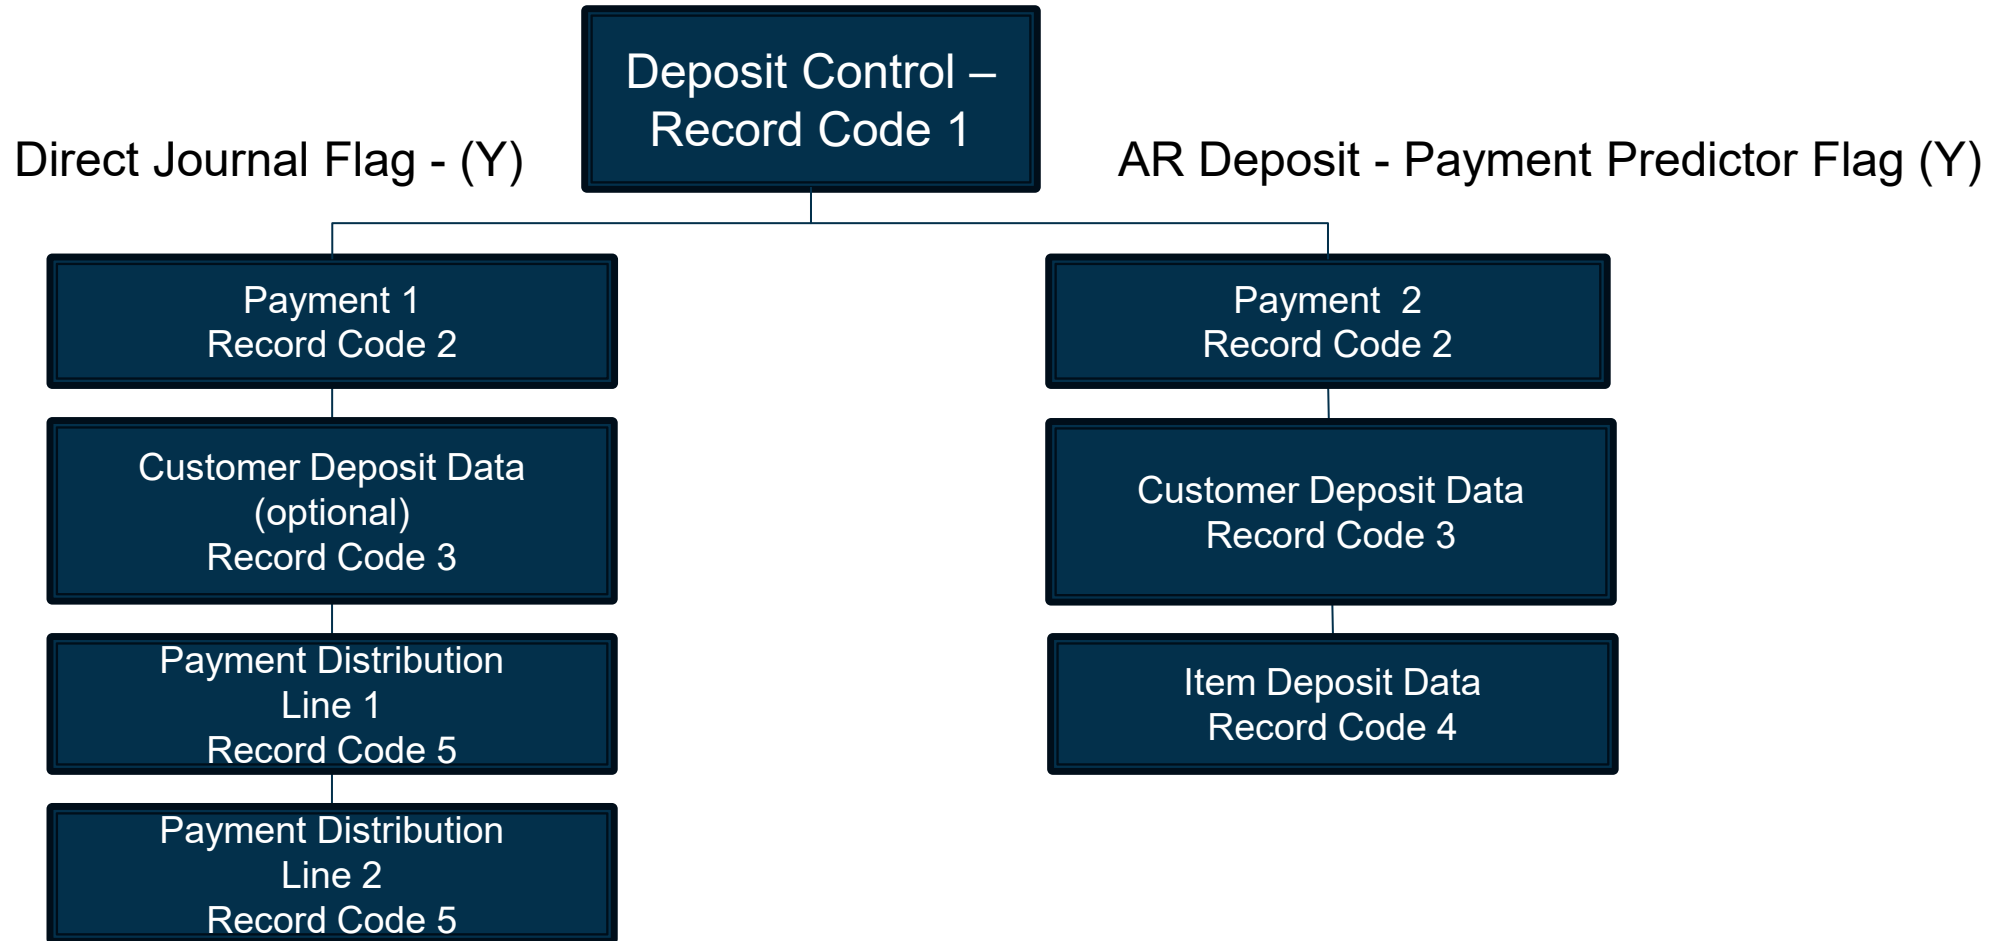 Deposit Control –
Record Code 1
Direct Journal Flag - (Y)
AR Deposit - Payment Predictor Flag (Y)
Payment 1
Record Code 2
Customer Deposit Data
(optional)
Record Code 3
Payment Distribution
Line 1
Record Code 5
Payment Distribution
Line 2
Record Code 5
Payment  2
Record Code 2
Customer Deposit Data
Record Code 3
Item Deposit Data
Record Code 4